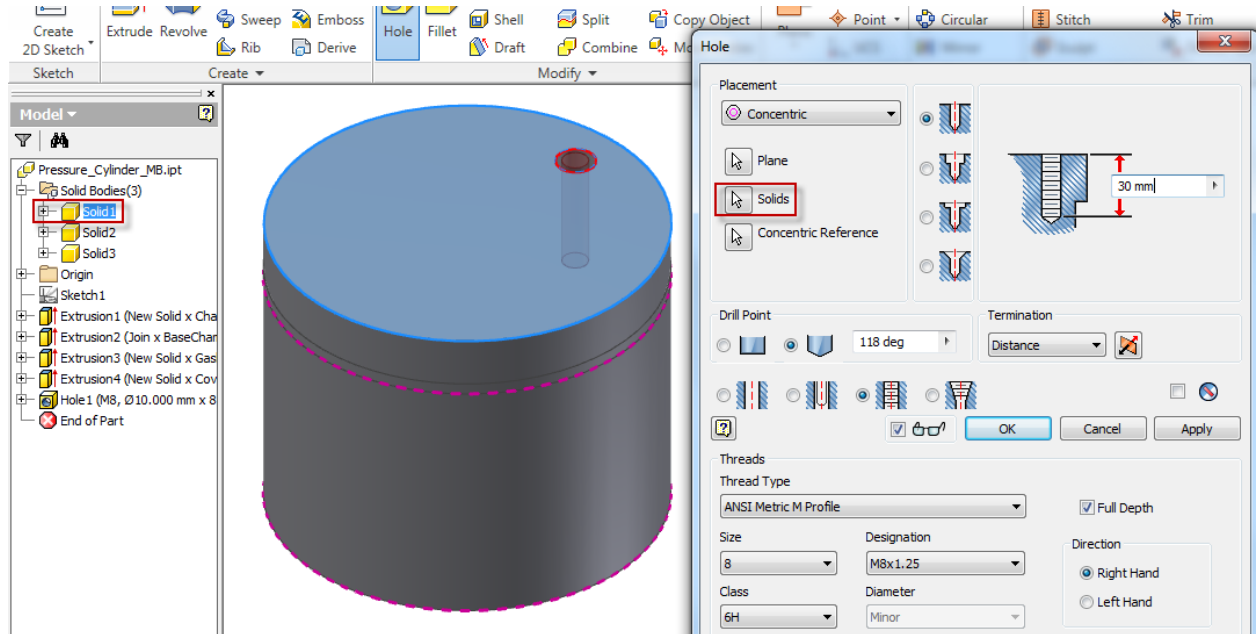 Create
2D Sketch
Extrude Revolve
Sweep
Emboss
Rib
Derive
Hole
Fillet
Shell
Split
Copy Object
Draft
Combine
Point
Circular
Stitch
Trim
Sketch
Create
Modify
Model
Pressure_Cylinder_MB.ipt
Solid Bodies(3)
Solid1
Solid2
Solid3
Origin
Sketch1
Extrusion1 (New Solid x Cha
Extrusion2 (Join x BaseChar
Extrusion3 (New Solid x Gas
Extrusion4 (New Solid x Cov
Hole1 (M8, Ø10.000 mm x 8
End of Part
Hole
Placement
Concentric
Plane
Solids
Concentric Reference
30 mm
Drill Point
118 deg
Termination
Distance
OK
Cancel
Apply
Threads
Thread Type
ANSI Metric M Profile
Full Depth
Size
Designation
8
M8x1.25
Direction
Right Hand
Left Hand
Class
Diameter
6H
Minor